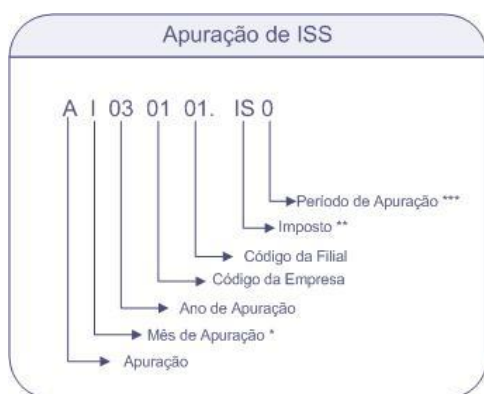 Apuração de ISS
A I 03 01 01. IS 0
Período de Apuração ***
Imposto **
Código da Filial
Código da Empresa
Ano de Apuração
Mês de Apuração *
Apuração